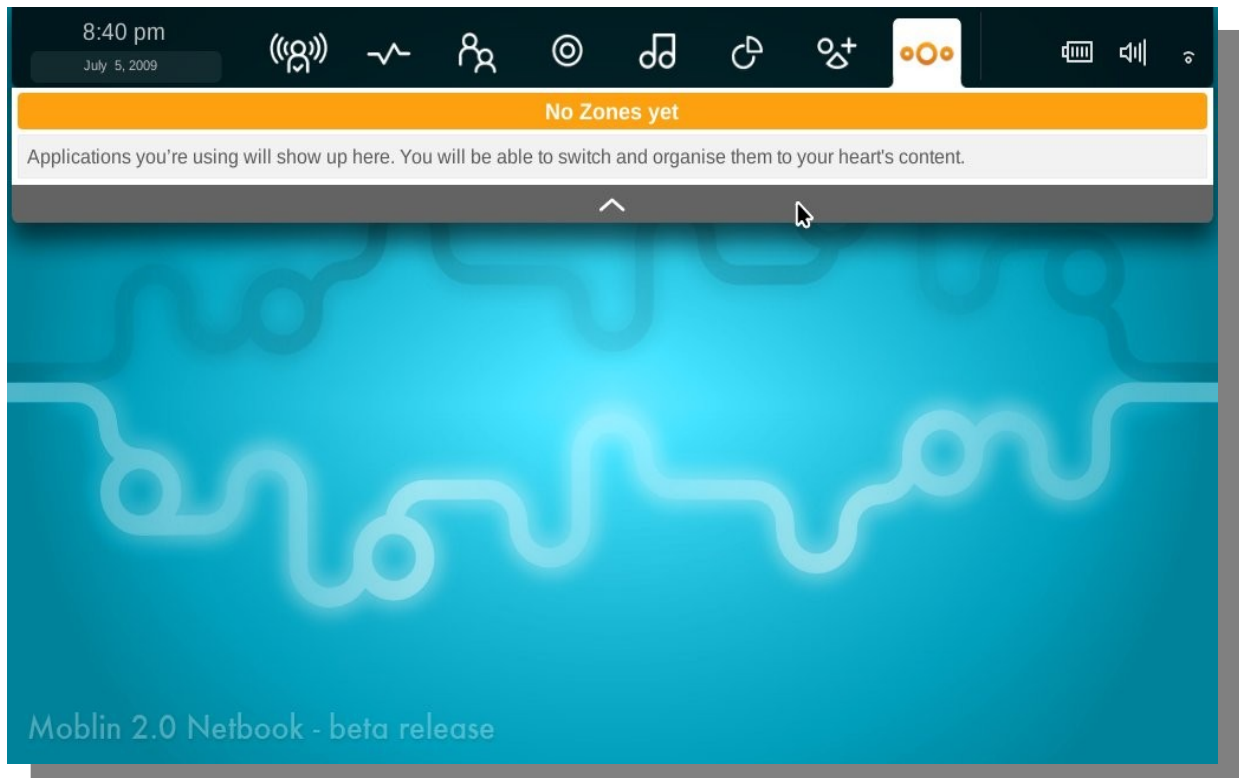 8:40 pm
July 5, 2009
No Zones yet
Applications you're using will show up here. You will be able to switch and organise them to your heart's content.
Moblin 2.0 Netbook - beta release